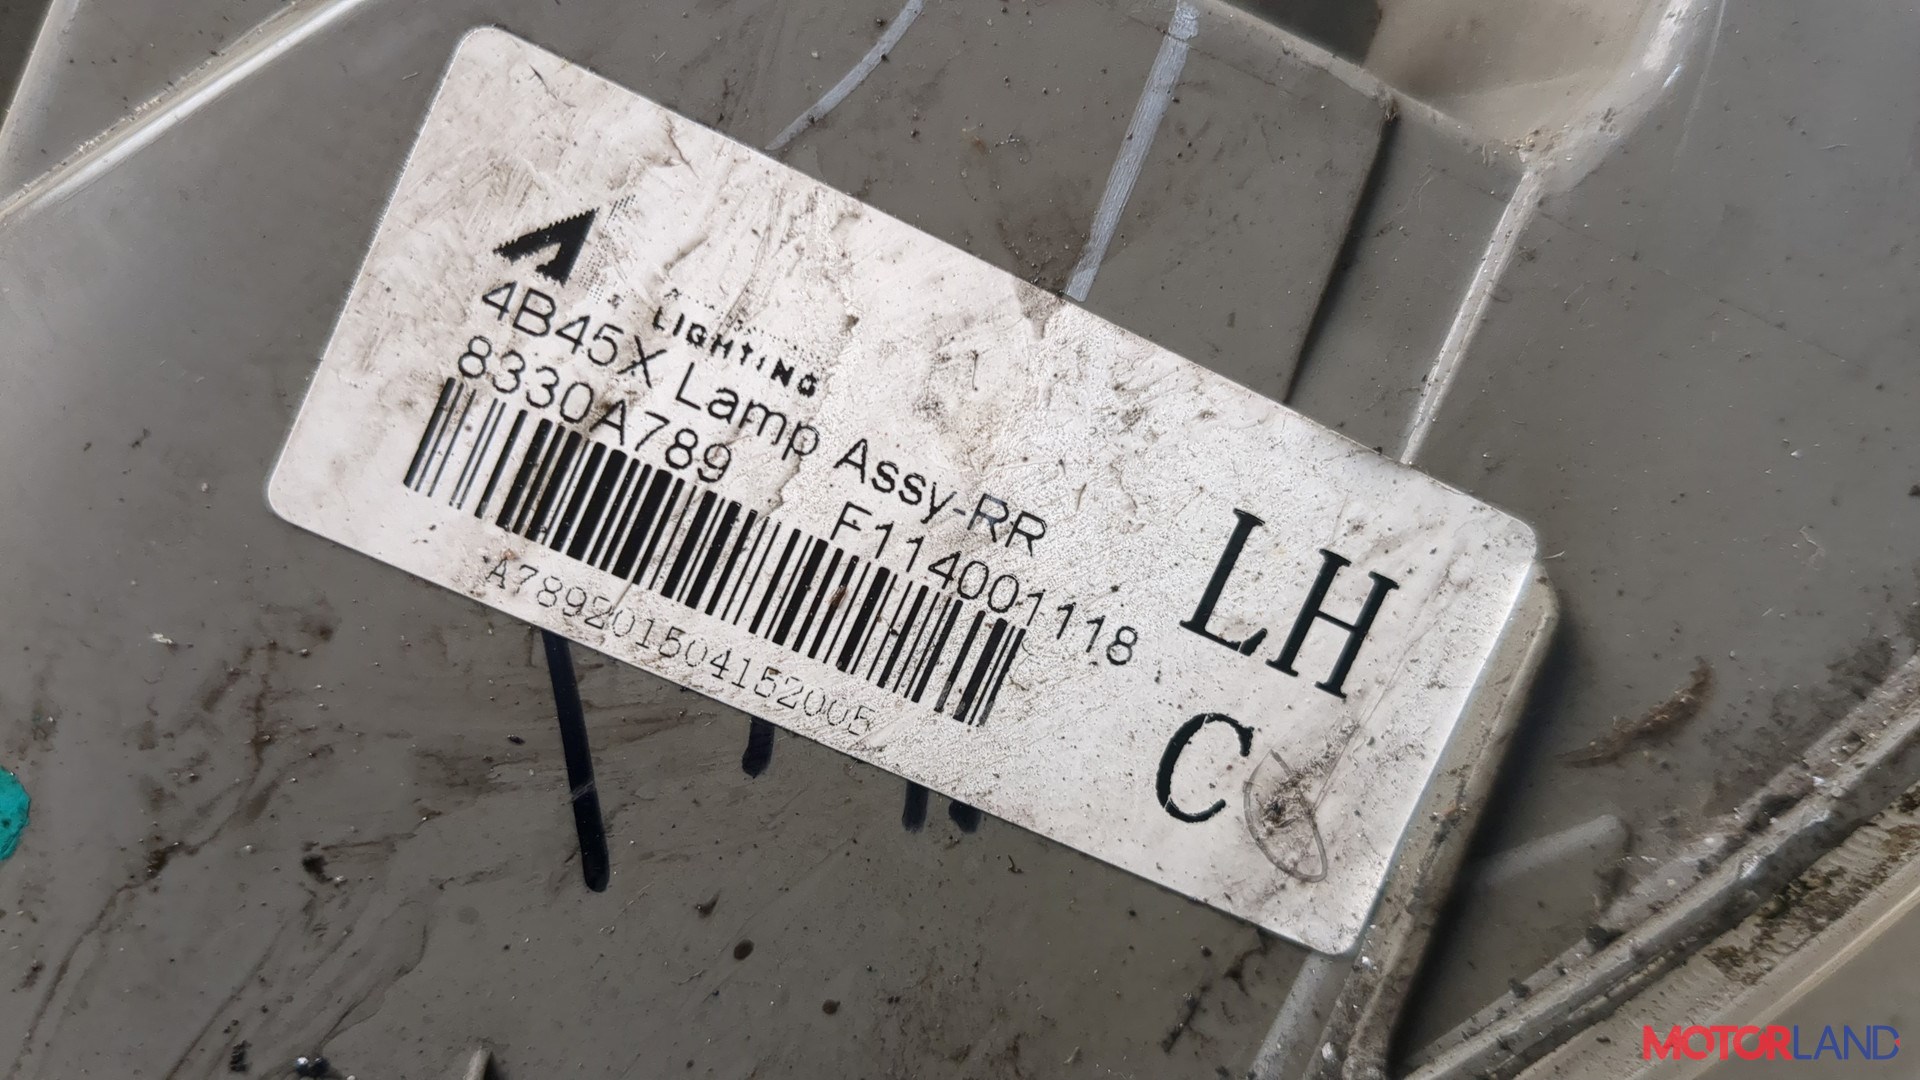 LIGHTING
4B45X Lamp Assy-RR
8330A789 F114001118
A789201504152005
LH
C
MOTORLAND